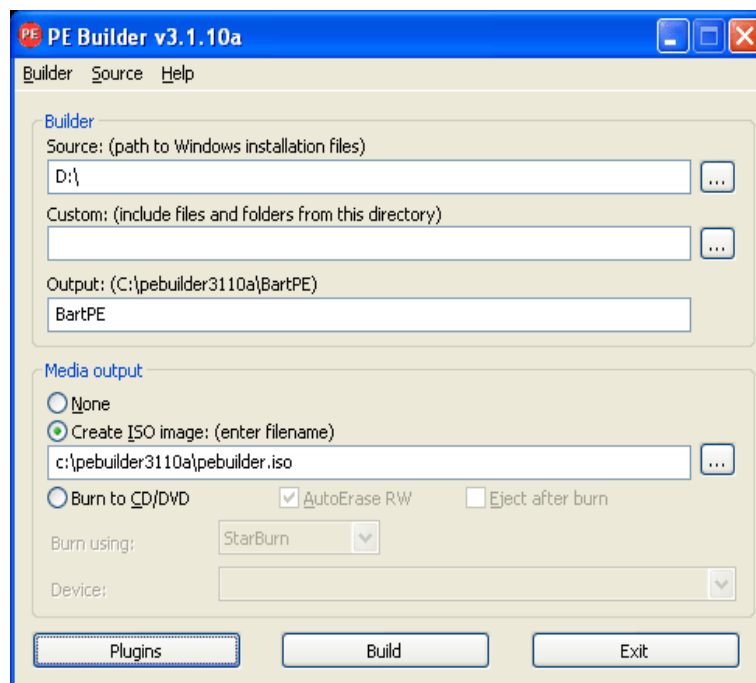 PE PE Builder v3.1.10a
Builder Source Help
Builder
Source: (path to Windows installation files)
D:\
...
Custom: (include files and folders from this directory)
...
Output: (C:\pebuilder3110a\BartPE)
BartPE
Media output
None
Create ISO image: (enter filename)
c:\pebuilder3110a\pebuilder.iso
...
Burn to CD/DVD AutoErase RW Eject after burn
Burn using: StarBurn
Device:
Plugins Build Exit